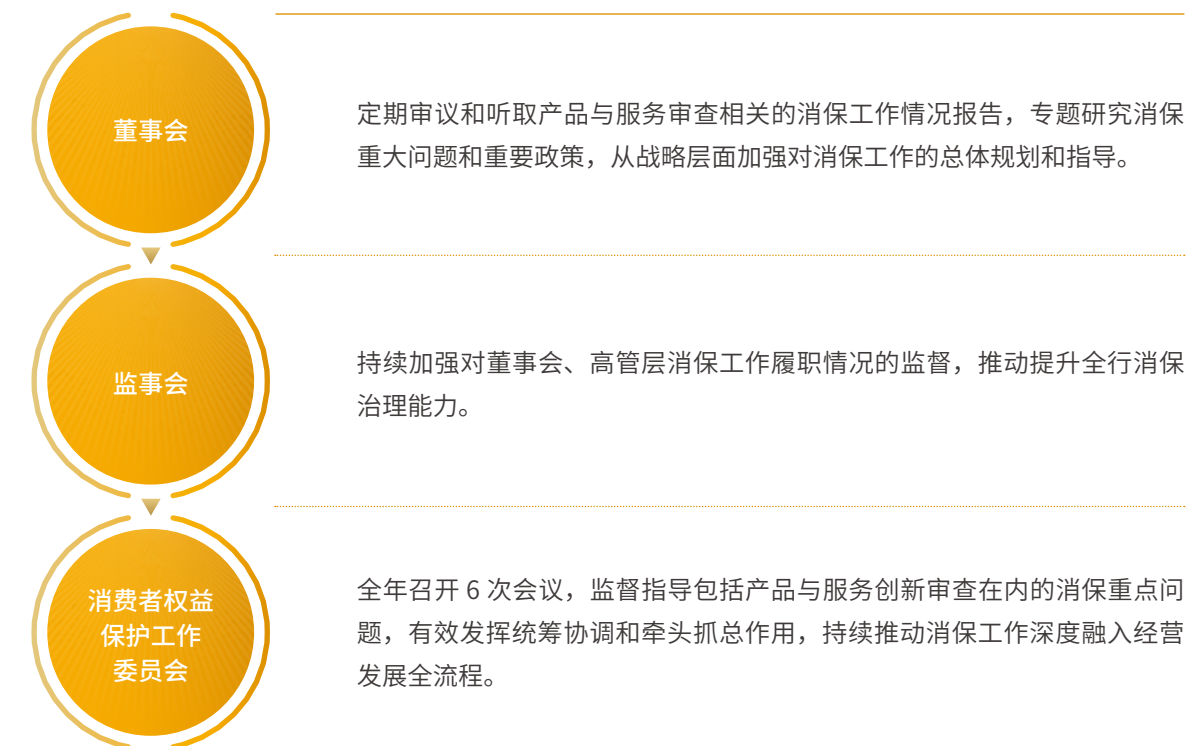 董事会
定期审议和听取产品与服务审查相关的消保工作情况报告，专题研究消保
重大问题和重要政策，从战略层面加强对消保工作的总体规划和指导。
监事会
持续加强对董事会、高管层消保工作履职情况的监督，推动提升全行消保
治理能力。
消费者权益
保护工作
委员会
全年召开 6 次会议，监督指导包括产品与服务创新审查在内的消保重点问
题，有效发挥统筹协调和牵头抓总作用，持续推动消保工作深度融入经营
发展全流程。